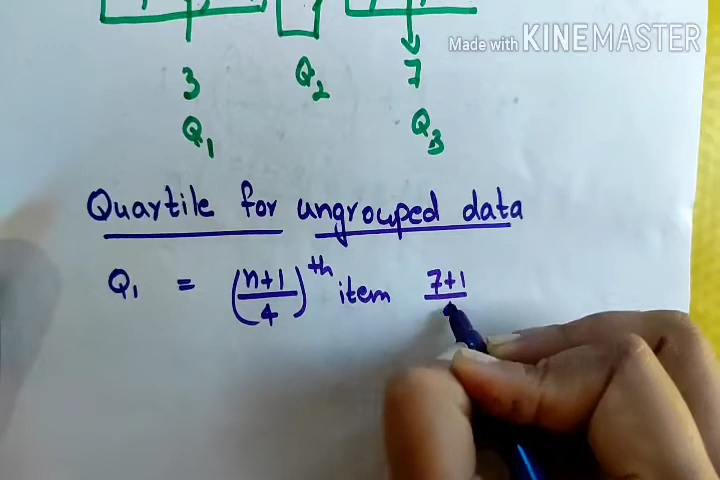 Made with KINEMASTER
3 Q2 7
Q1 Q3
Quartile for ungrouped data
Q1 = (n+1/4)th item 7+1